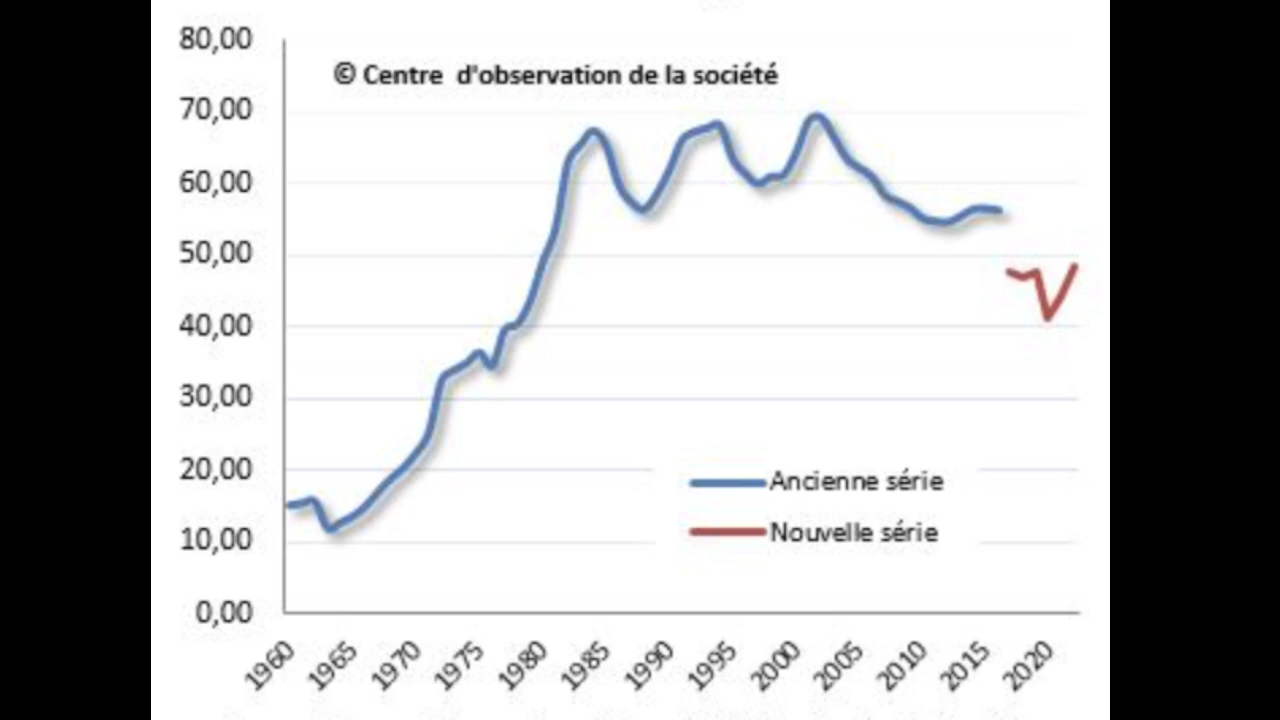 80,00
© Centre d'observation de la société
70,00
60,00
50,00
40,00
30,00
20,00
Ancienne série
Nouvelle série
10,00
0,00
1960 1965 1970 1975 1980 1985 1990 1995 2000 2005 2010 2015 2020